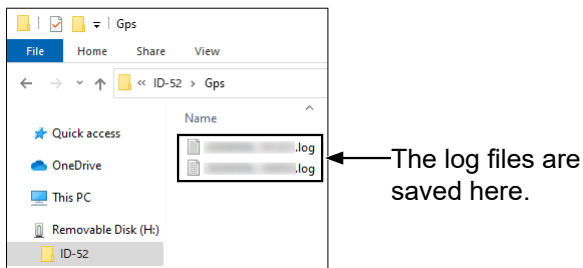 Gps
File Home Share View
« ID-52 > Gps
Name
Quick access
.log
OneDrive
.log
This PC
Removable Disk (H:)
ID-52
The log files are
saved here.